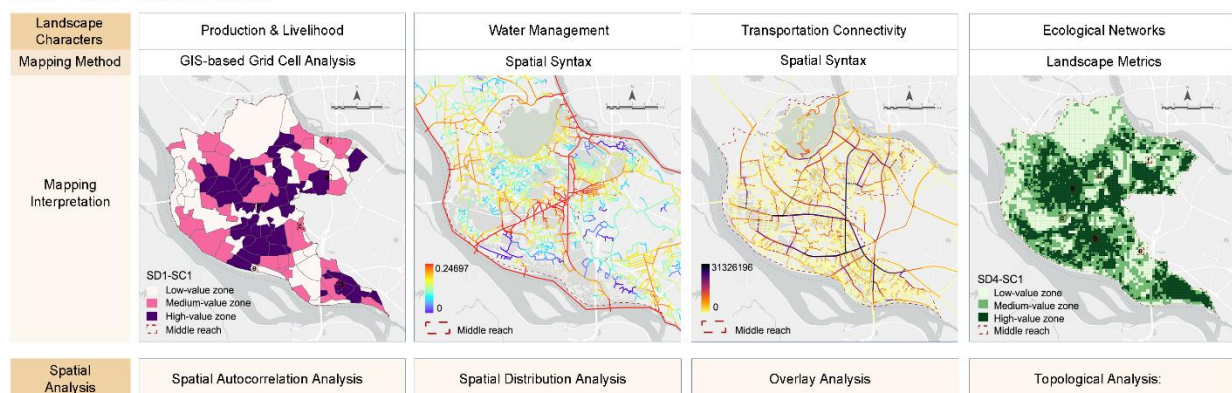 Landscape
Characters
Production & Livelihood
Water Management
Transportation Connectivity
Ecological Networks
Mapping Method
GIS-based Grid Cell Analysis
Spatial Syntax
Spatial Syntax
Landscape Metrics
Mapping
Interpretation
SD1-SC1
Low-value zone
Medium-value zone
High-value zone
Middle reach
0.24697
0
Middle reach
31326196
0
Middle reach
SD4-SC1
Low-value zone
Medium-value zone
High-value zone
Middle reach
Spatial
Analysis
Spatial Autocorrelation Analysis
Spatial Distribution Analysis
Overlay Analysis
Topological Analysis: